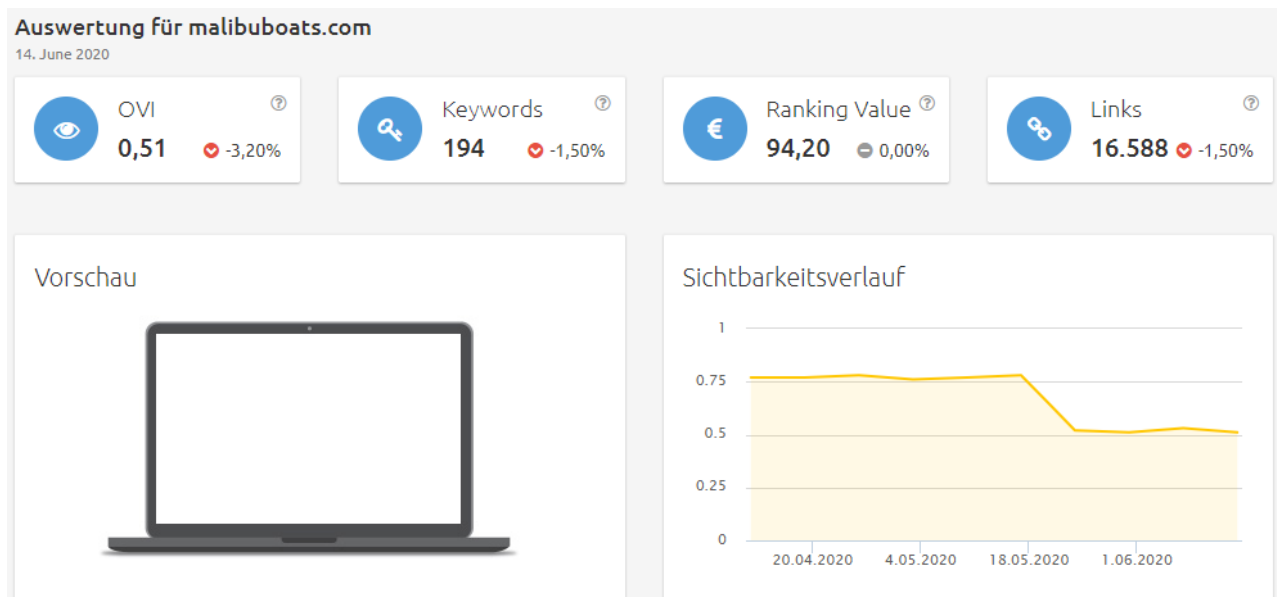 Auswertung für malibuboats.com
14. June 2020
OVI
0,51 -3,20%
Keywords
194 -1,50%
Ranking Value
94,20 0,00%
Links
16.588 -1,50%
Vorschau
Sichtbarkeitsverlauf
1
0.75
0.5
0.25
0
20.04.2020 4.05.2020 18.05.2020 1.06.2020